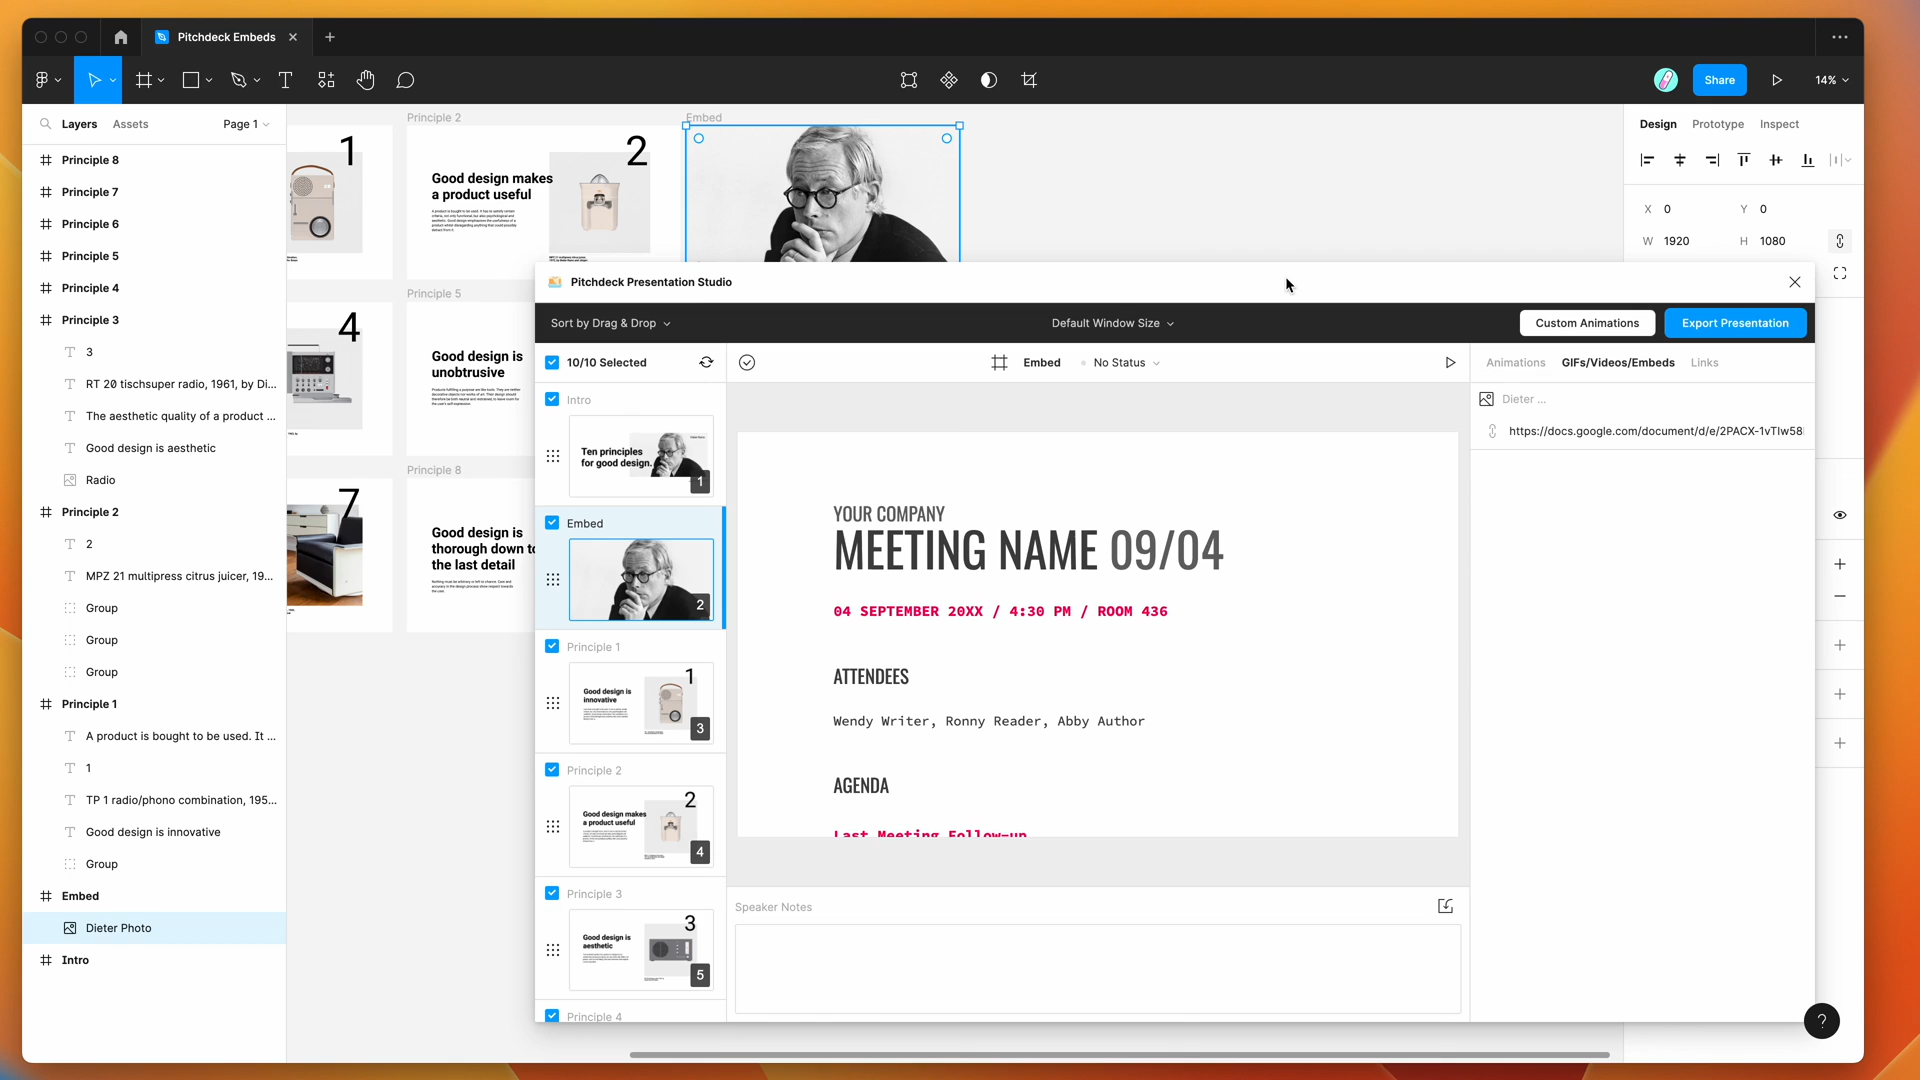 Pitchdeck Embeds
Share
14%
Layers
Assets
Page 1
Principle 8
Principle 7
Principle 6
Principle 5
Principle 4
Principle 3
3
RT 20 tischsuper radio, 1961, by Di...
The aesthetic quality of a product ...
Good design is aesthetic
Radio
Principle 2
2
MPZ 21 multipress citrus juicer, 19...
Group
Group
Group
Principle 1
A product is bought to be used. It ...
1
TP 1 radio/phono combination, 195...
Good design is innovative
Group
Embed
Dieter Photo
Intro
1
4
7
Principle 2
2
Good design makes
a product useful
Principle 5
Good design is
unobtrusive
Principle 8
Good design is
thorough down to
the last detail
Embed
Design
Prototype
Inspect
X 0
Y 0
W 1920
H 1080
Pitchdeck Presentation Studio
Sort by Drag & Drop
Default Window Size
Custom Animations
Export Presentation
10/10 Selected
Embed
No Status
Animations
GIFs/Videos/Embeds
Links
Intro
Ten principles
for good design.
1
Embed
2
Principle 1
Good design is
innovative
1
3
Principle 2
Good design makes
a product useful
2
4
Principle 3
Good design is
aesthetic
3
5
Principle 4
YOUR COMPANY
MEETING NAME 09/04
04 SEPTEMBER 20XX / 4:30 PM / ROOM 436
ATTENDEES
Wendy Writer, Ronny Reader, Abby Author
AGENDA
Last Meeting Follow-up
Speaker Notes
Dieter ...
https://docs.google.com/document/d/e/2PACX-1vTIw58
?